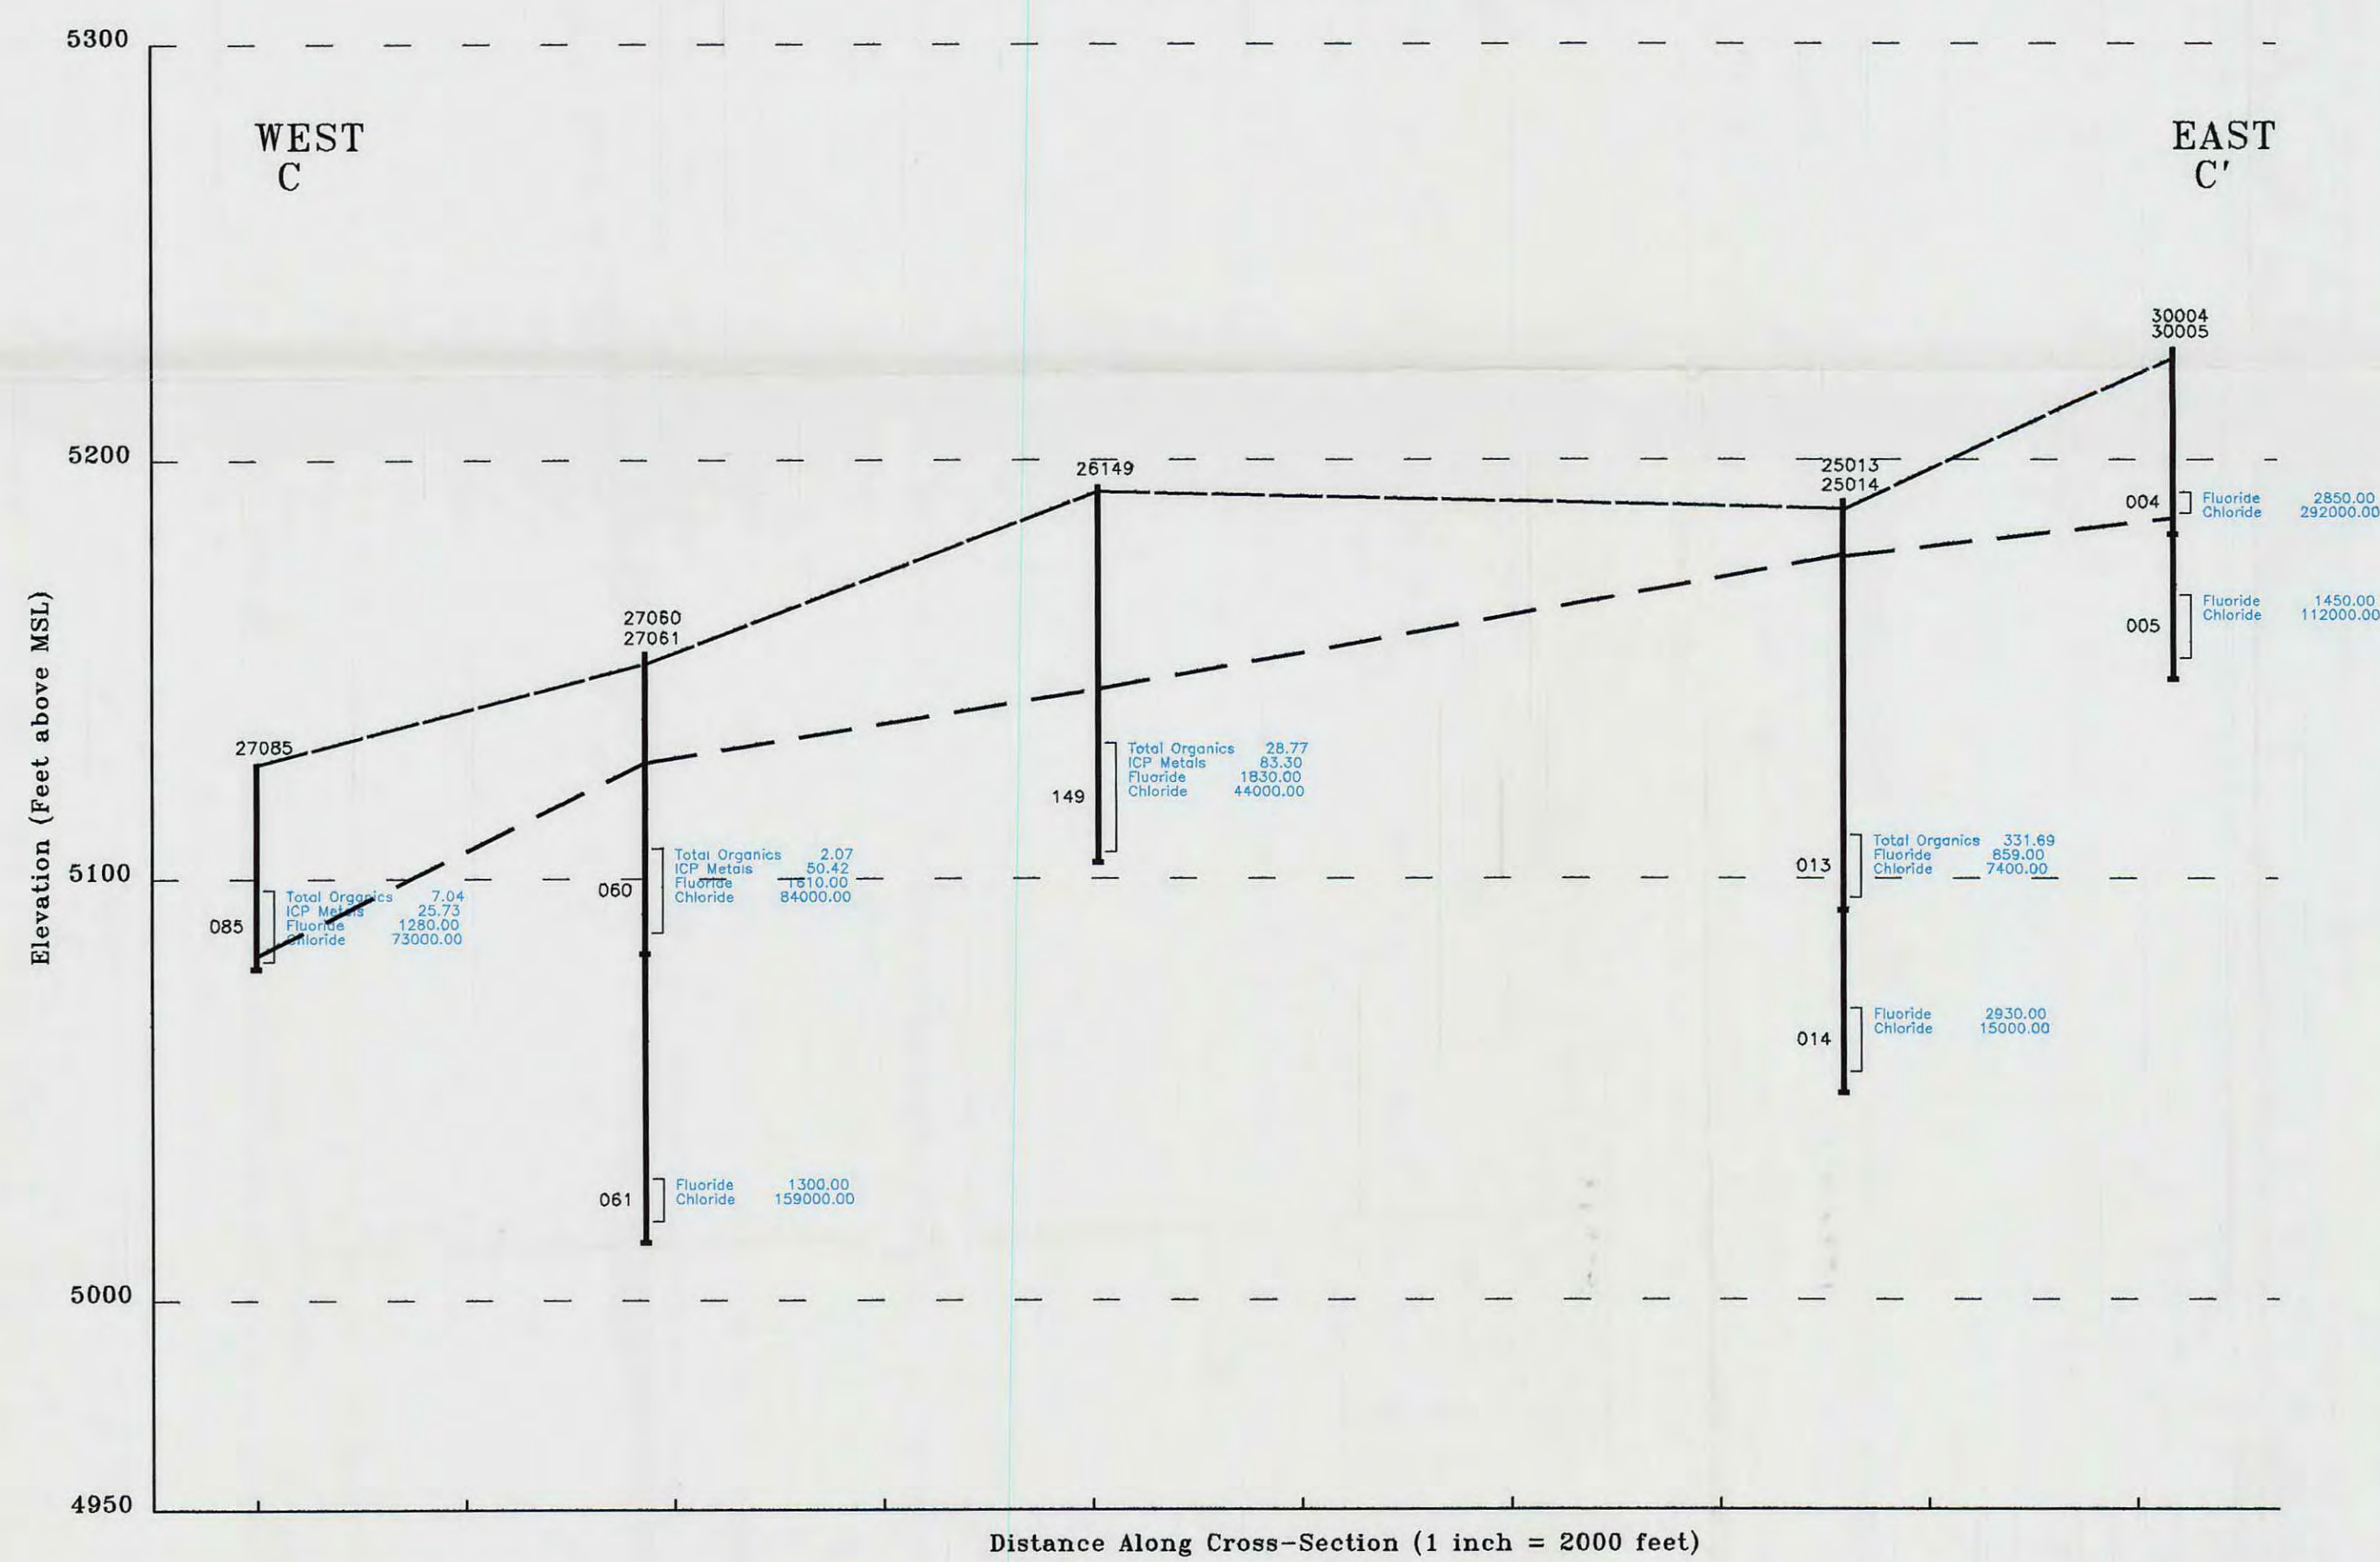 5300
WEST
C
EAST
C'
30004
30005
5200
26149
25013
25014
004
Fluoride 2850.00
Chloride 292000.00
27060
27061
005
Fluoride 1450.00
Chloride 112000.00
27085
149
Total Organics 28.77
ICP Metals 83.30
Fluoride 1830.00
Chloride 44000.00
Elevation (Feet above MSL)
5100
085
Total Organics 7.04
ICP Metals 25.73
Fluoride 1280.00
Chloride 73000.00
060
Total Organics 2.07
ICP Metals 50.42
Fluoride 1610.00
Chloride 84000.00
013
Total Organics 331.69
Fluoride 859.00
Chloride 7400.00
014
Fluoride 2930.00
Chloride 15000.00
061
Fluoride 1300.00
Chloride 159000.00
5000
4950
Distance Along Cross-Section (1 inch = 2000 feet)